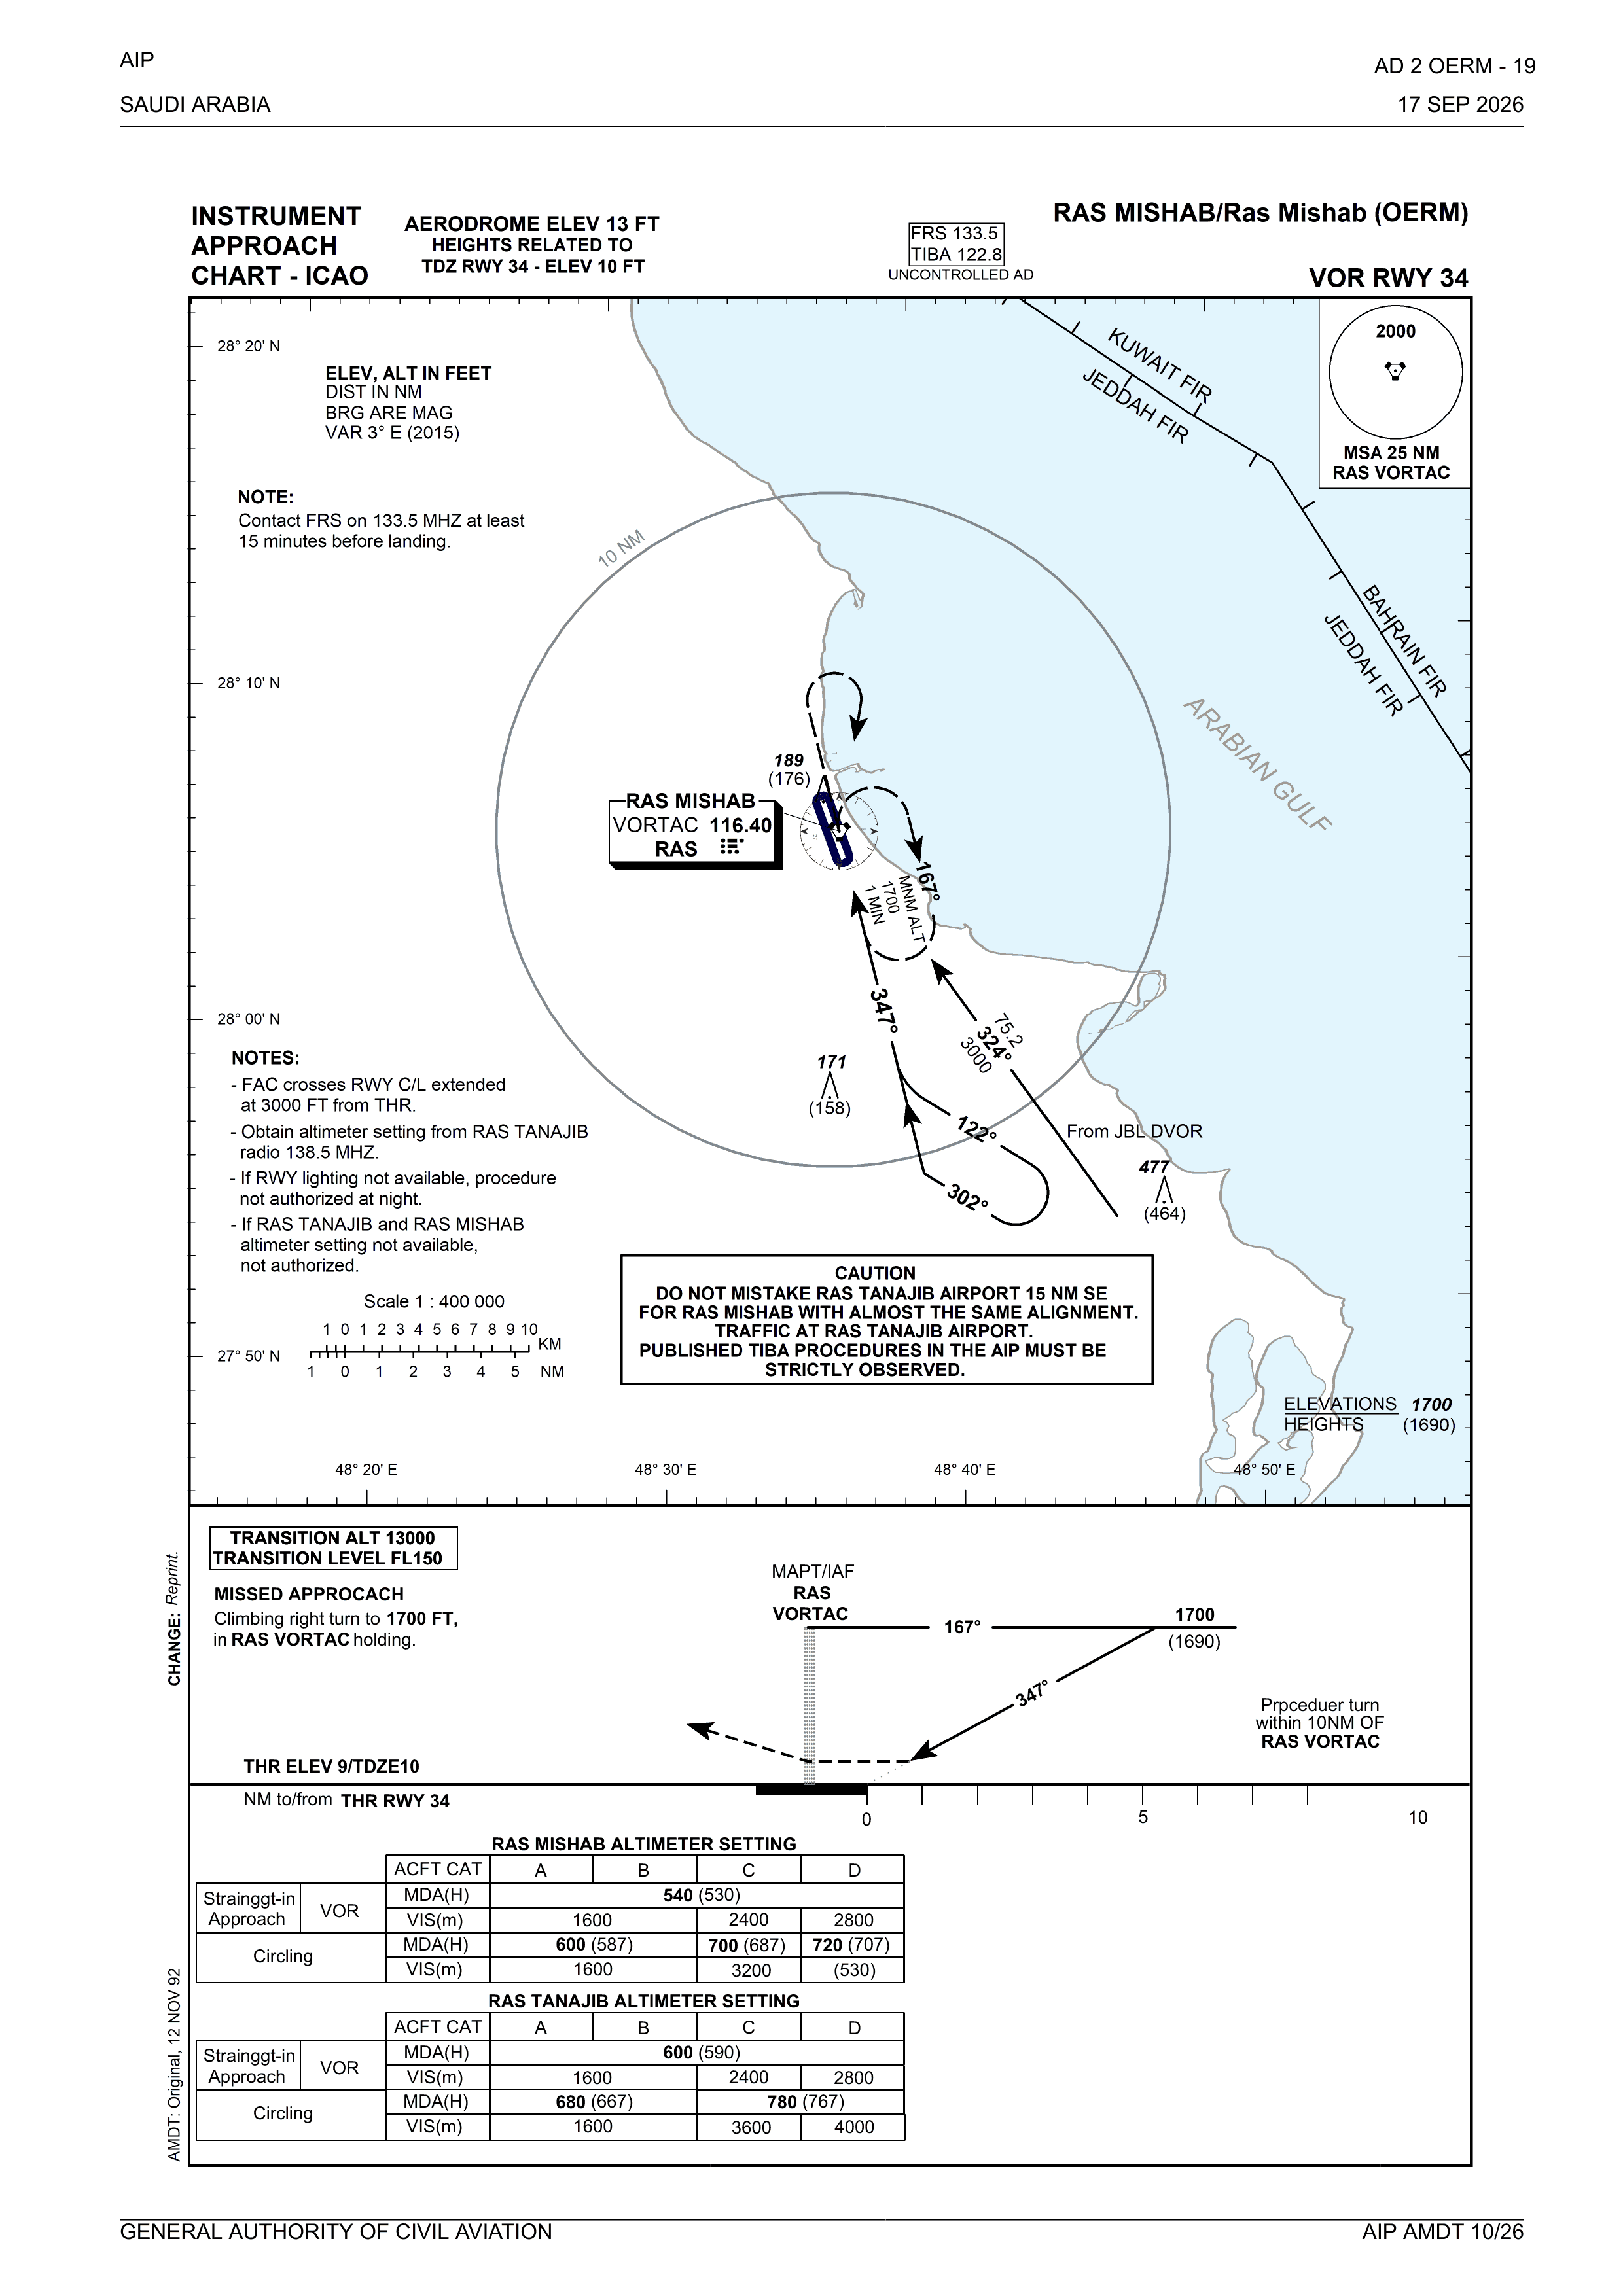 AIP
AD 2 OERM - 19
SAUDI ARABIA
17 SEP 2026
INSTRUMENT
APPROACH
CHART - ICAO
AERODROME ELEV 13 FT
HEIGHTS RELATED TO
TDZ RWY 34 - ELEV 10 FT
FRS 133.5
TIBA 122.8
UNCONTROLLED AD
RAS MISHAB/Ras Mishab (OERM)
VOR RWY 34
28° 20' N
ELEV, ALT IN FEET
DIST IN NM
BRG ARE MAG
VAR 3° E (2015)
KUWAIT FIR
JEDDAH FIR
2000
MSA 25 NM
RAS VORTAC
NOTE:
Contact FRS on 133.5 MHZ at least
15 minutes before landing.
10 NM
BAHRAIN FIR
JEDDAH FIR
28° 10' N
ARABIAN GULF
189
(176)
RAS MISHAB
VORTAC 116.40
RAS
167°
MNM ALT
1700
1 MIN
28° 00' N
347°
75.2
324°
3000
171
(158)
122°
From JBL DVOR
477
(464)
302°
NOTES:
- FAC crosses RWY C/L extended
at 3000 FT from THR.
- Obtain altimeter setting from RAS TANAJIB
radio 138.5 MHZ.
- If RWY lighting not available, procedure
not authorized at night.
- If RAS TANAJIB and RAS MISHAB
altimeter setting not available,
not authorized.
Scale 1 : 400 000
1 0 1 2 3 4 5 6 7 8 9 10
KM
1 0 1 2 3 4 5 NM
27° 50' N
CAUTION
DO NOT MISTAKE RAS TANAJIB AIRPORT 15 NM SE
FOR RAS MISHAB WITH ALMOST THE SAME ALIGNMENT.
TRAFFIC AT RAS TANAJIB AIRPORT.
PUBLISHED TIBA PROCEDURES IN THE AIP MUST BE
STRICTLY OBSERVED.
ELEVATIONS 1700
HEIGHTS (1690)
48° 20' E 48° 30' E 48° 40' E 48° 50' E
TRANSITION ALT 13000
TRANSITION LEVEL FL150
MISSED APPROCACH
Climbing right turn to 1700 FT,
in RAS VORTAC holding.
MAPT/IAF
RAS
VORTAC
167°
1700
(1690)
347°
Prpceduer turn
within 10NM OF
RAS VORTAC
THR ELEV 9/TDZE10
NM to/from THR RWY 34
0 5 10
CHANGE: Reprint.
AMDT: Original, 12 NOV 92
RAS MISHAB ALTIMETER SETTING
ACFT CAT A B C D
Strainggt-in
Approach
VOR
MDA(H) 540 (530)
VIS(m) 1600 2400 2800
Circling
MDA(H) 600 (587) 700 (687) 720 (707)
VIS(m) 1600 3200 (530)
RAS TANAJIB ALTIMETER SETTING
ACFT CAT A B C D
Strainggt-in
Approach
VOR
MDA(H) 600 (590)
VIS(m) 1600 2400 2800
Circling
MDA(H) 680 (667) 780 (767)
VIS(m) 1600 3600 4000
GENERAL AUTHORITY OF CIVIL AVIATION
AIP AMDT 10/26